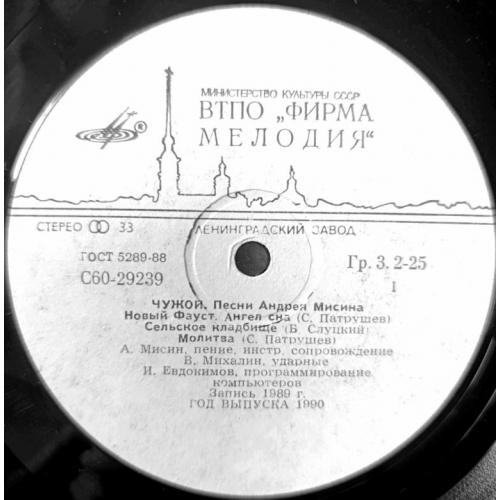 МИНИСТЕРСТВО КУЛЬТУРЫ СССР
ВТПО „ФИРМА
МЕЛОДИЯ“
®
СТЕРЕО 33
ЛЕНИНГРАДСКИЙ ЗАВОД
ГОСТ 5289-88
Гр. 3. 2-25
С60-29239
I
ЧУЖОЙ. Песни Андрея Мисина
Новый Фауст. Ангел сна (С. Патрушев)
Сельское кладбище (Б. Слуцкий)
Молитва (С. Патрушев)
А. Мисин, пение, инстр. сопровождение
В. Михалин, ударные
И. Евдокимов, программирование
компьютеров
Запись 1989 г.
ГОД ВЫПУСКА 1990